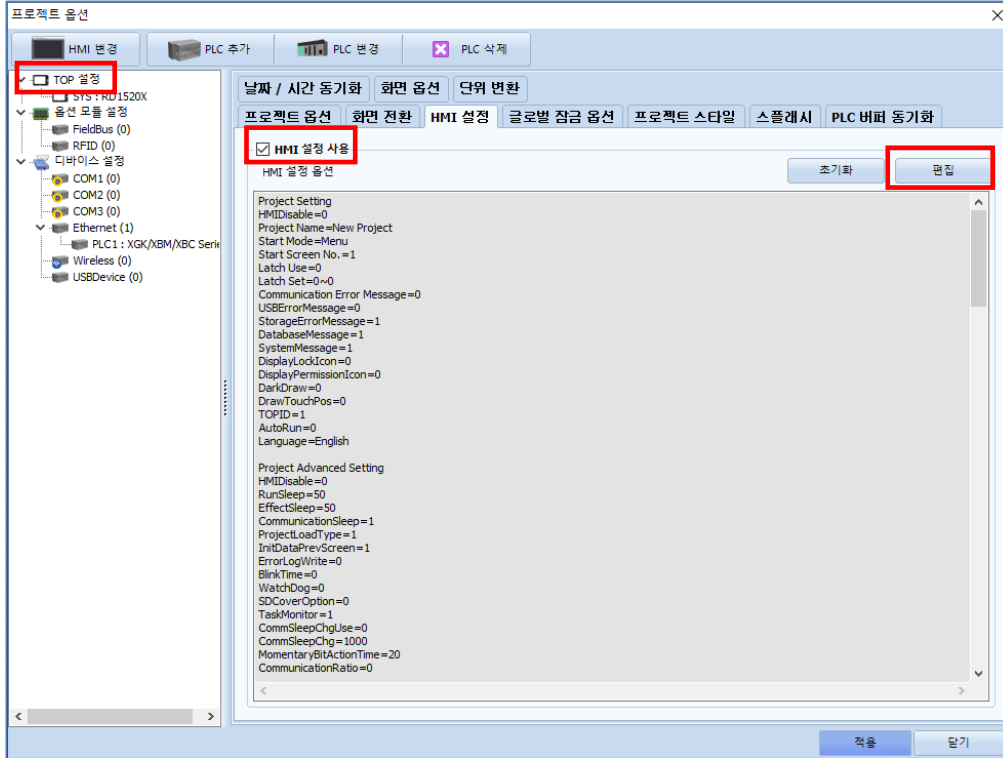 프로젝트 옵션
HMI 변경
PLC 추가
PLC 변경
PLC 삭제
TOP 설정
SYS : RD1520X
옵션 모듈 설정
FieldBus (0)
RFID (0)
디바이스 설정
COM1 (0)
COM2 (0)
COM3 (0)
Ethernet (1)
PLC1 : XGK/XBM/XBC Serie
Wireless (0)
USBDevice (0)
날짜 / 시간 동기화 화면 옵션 단위 변환
프로젝트 옵션 화면 전환 HMI 설정 글로벌 잠금 옵션 프로젝트 스타일 스플래시 PLC 버퍼 동기화
HMI 설정 사용
HMI 설정 옵션
초기화
편집
Project Setting
HMIDisable=0
Project Name=New Project
Start Mode=Menu
Start Screen No.=1
Latch Use=0
Latch Set=0~0
Communication Error Message=0
USBErrorMessage=0
StorageErrorMessage=1
DatabaseMessage=1
SystemMessage=1
DisplayLockIcon=0
DisplayPermissionIcon=0
DarkDraw=0
DrawTouchPos=0
TOPID=1
AutoRun=0
Language=English
Project Advanced Setting
HMIDisable=0
RunSleep=50
EffectSleep=50
CommunicationSleep=1
ProjectLoadType=1
InitDataPrevScreen=1
ErrorLogWrite=0
BlinkTime=0
WatchDog=0
SDCoverOption=0
TaskMonitor=1
CommSleepChgUse=0
CommSleepChg=1000
MomentaryBitActionTime=20
CommunicationRatio=0
적용
닫기